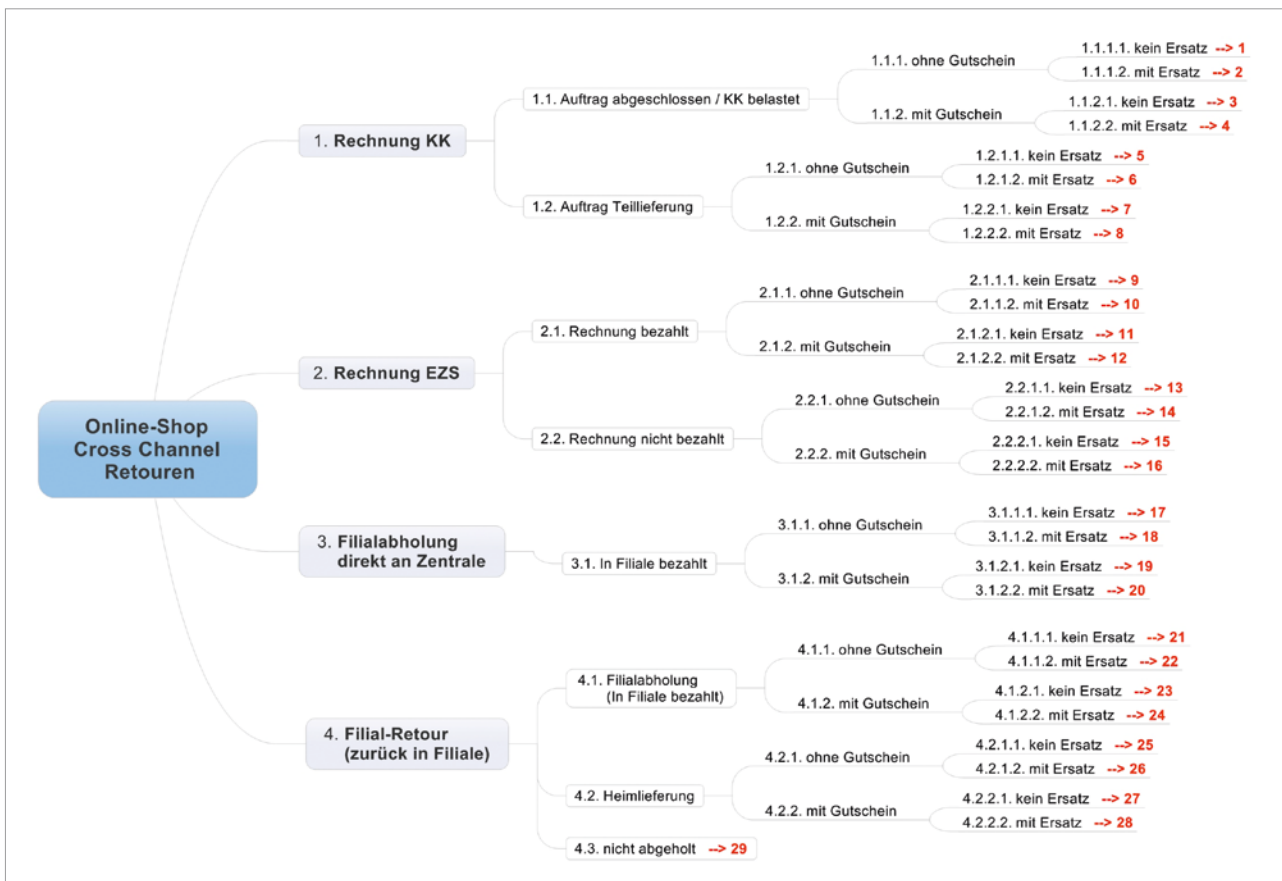 Online-Shop
Cross Channel
Retouren
1. Rechnung KK
1.1. Auftrag abgeschlossen / KK belastet
1.1.1. ohne Gutschein
1.1.1.1. kein Ersatz --> 1
1.1.1.2. mit Ersatz --> 2
1.1.2. mit Gutschein
1.1.2.1. kein Ersatz --> 3
1.1.2.2. mit Ersatz --> 4
1.2. Auftrag Teillieferung
1.2.1. ohne Gutschein
1.2.1.1. kein Ersatz --> 5
1.2.1.2. mit Ersatz --> 6
1.2.2. mit Gutschein
1.2.2.1. kein Ersatz --> 7
1.2.2.2. mit Ersatz --> 8
2. Rechnung EZS
2.1. Rechnung bezahlt
2.1.1. ohne Gutschein
2.1.1.1. kein Ersatz --> 9
2.1.1.2. mit Ersatz --> 10
2.1.2. mit Gutschein
2.1.2.1. kein Ersatz --> 11
2.1.2.2. mit Ersatz --> 12
2.2. Rechnung nicht bezahlt
2.2.1. ohne Gutschein
2.2.1.1. kein Ersatz --> 13
2.2.1.2. mit Ersatz --> 14
2.2.2. mit Gutschein
2.2.2.1. kein Ersatz --> 15
2.2.2.2. mit Ersatz --> 16
3. Filialabholung
direkt an Zentrale
3.1. In Filiale bezahlt
3.1.1. ohne Gutschein
3.1.1.1. kein Ersatz --> 17
3.1.1.2. mit Ersatz --> 18
3.1.2. mit Gutschein
3.1.2.1. kein Ersatz --> 19
3.1.2.2. mit Ersatz --> 20
4. Filial-Retour
(zurück in Filiale)
4.1. Filialabholung
(In Filiale bezahlt)
4.1.1. ohne Gutschein
4.1.1.1. kein Ersatz --> 21
4.1.1.2. mit Ersatz --> 22
4.1.2. mit Gutschein
4.1.2.1. kein Ersatz --> 23
4.1.2.2. mit Ersatz --> 24
4.2. Heimlieferung
4.2.1. ohne Gutschein
4.2.1.1. kein Ersatz --> 25
4.2.1.2. mit Ersatz --> 26
4.2.2. mit Gutschein
4.2.2.1. kein Ersatz --> 27
4.2.2.2. mit Ersatz --> 28
4.3. nicht abgeholt --> 29